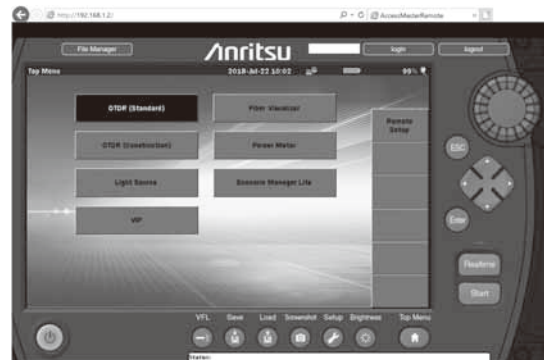 http://192.168.1.2/
AccessMasterRemote
File Manager
Anritsu
login
logout
Top Menu
2018-Jul-22 10:02
99%
OTDR (Standard)
Fiber Visualizer
Remote
Setup
OTDR (Construction)
Power Meter
ESC
Light Source
Scenario Manager Lite
VIP
Enter
Realtime
Start
VFL Save Load Screenshot Setup Brightness Top Menu
Status: